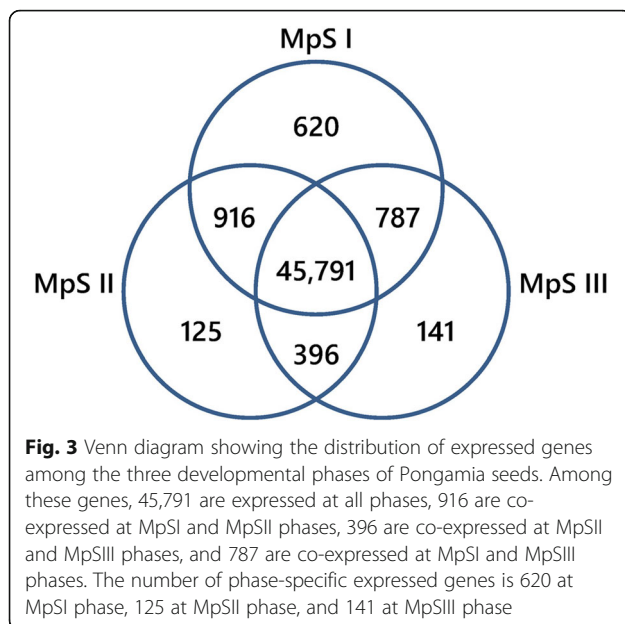 MpS I
620
916
787
45,791
MpS II
MpS III
125
396
141
Fig. 3 Venn diagram showing the distribution of expressed genes
among the three developmental phases of Pongamia seeds. Among
these genes, 45,791 are expressed at all phases, 916 are co-
expressed at MpSI and MpSII phases, 396 are co-expressed at MpSII
and MpSIII phases, and 787 are co-expressed at MpSI and MpSIII
phases. The number of phase-specific expressed genes is 620 at
MpSI phase, 125 at MpSII phase, and 141 at MpSIII phase